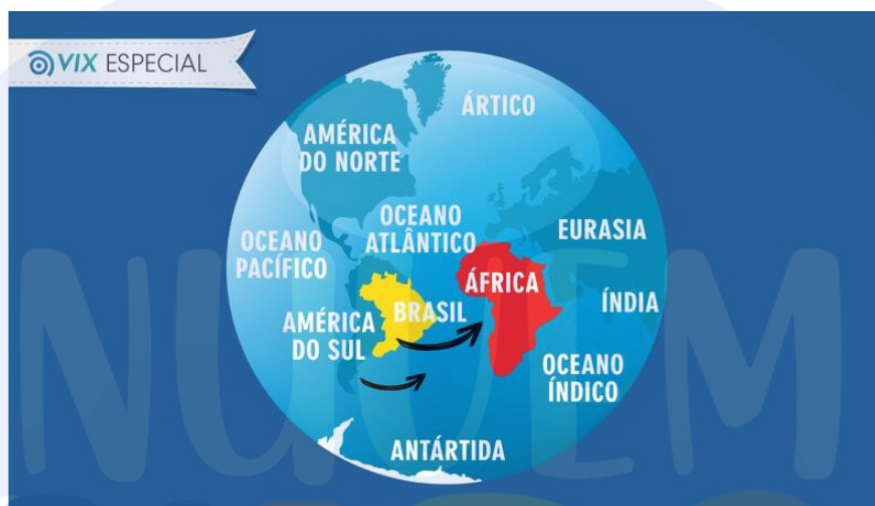 VIX ESPECIAL
ÁRTICO
AMÉRICA
DO NORTE
OCEANO
ATLÂNTICO
EURASIA
OCEANO
PACÍFICO
ÁFRICA
BRASIL
ÍNDIA
AMÉRICA
DO SUL
OCEANO
ÍNDICO
ANTÁRTIDA
NUVEM